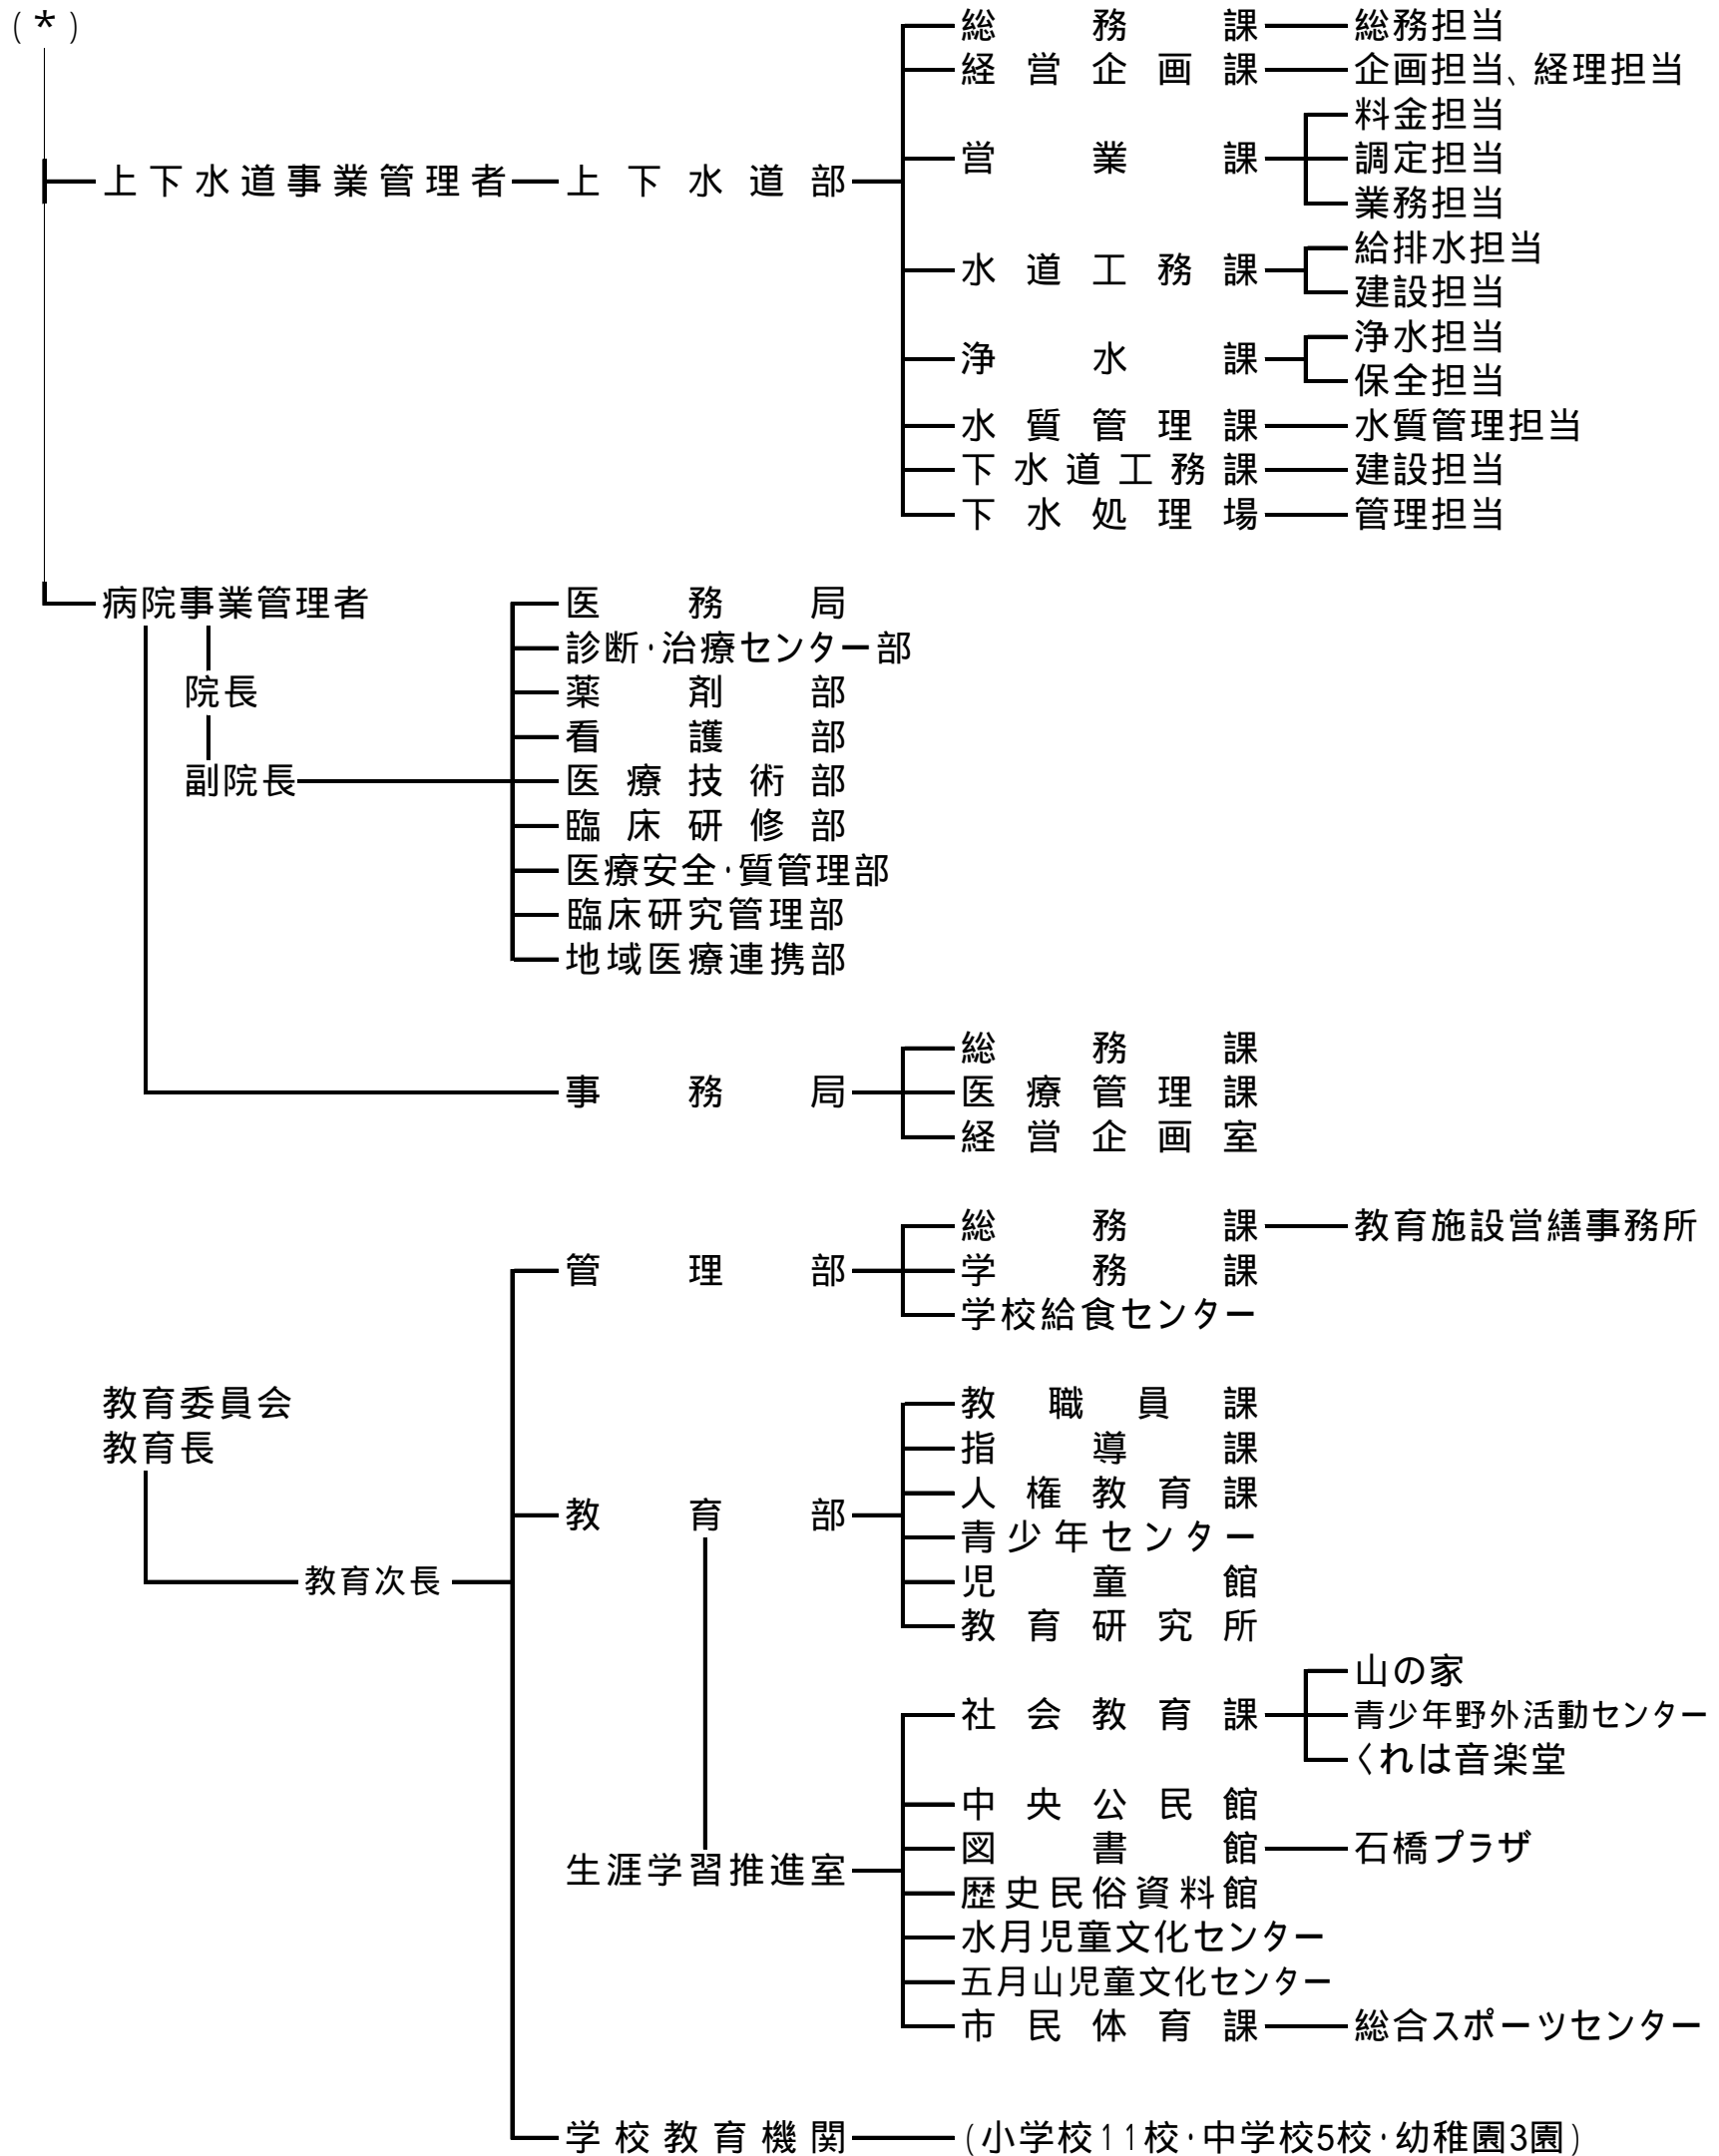 (*)
総務課 総務担当
経営企画課 企画担当、経理担当
料金担当
営業課 調定担当
上下水道事業管理者 上下水道部
業務担当
給排水担当
水道工務課
建設担当
浄水担当
浄水課
保全担当
水質管理課 水質管理担当
下水道工務課 建設担当
下水処理場 管理担当
病院事業管理者 医務局
診断・治療センター部
院長 薬剤部
看護部
副院長 医療技術部
臨床研修部
医療安全・質管理部
臨床研究管理部
地域医療連携部
総務課
事務局 医療管理課
経営企画室
総務課 教育施設営繕事務所
管理部 学務課
学校給食センター
教育委員会 教職員課
教育長 指導課
人権教育課
教育部
青少年センター
教育次長 児童館
教育研究所
山の家
社会教育課 青少年野外活動センター
くれは音楽堂
中央公民館
図書館 石橋プラザ
生涯学習推進室
歴史民俗資料館
水月児童文化センター
五月山児童文化センター
市民体育課 総合スポーツセンター
学校教育機関 (小学校11校・中学校5校・幼稚園3園)